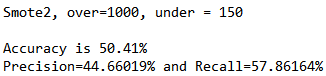 Smote2, over=1000, under = 150
Accuracy is 50.41%
Precision=44.66019% and Recall=57.86164%